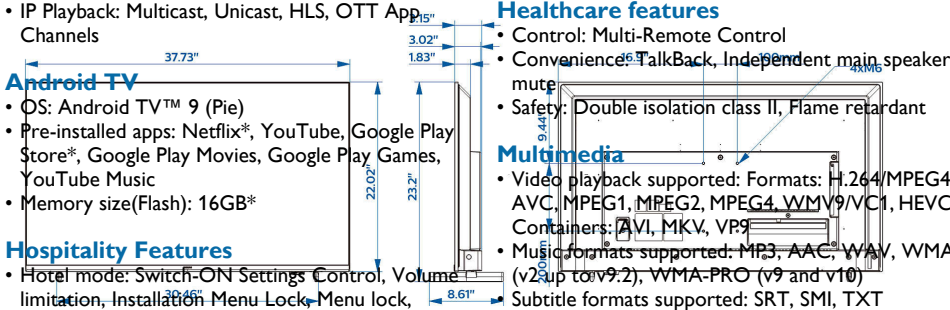 • IP Playback: Multicast, Unicast, HLS, OTT App
Channels
Android TV
• OS: Android TV™ 9 (Pie)
• Pre-installed apps: Netflix*, YouTube, Google Play
Store*, Google Play Movies, Google Play Games,
YouTube Music
• Memory size(Flash): 16GB*
Hospitality Features
• Hotel mode: Switch-ON Settings Control, Volume
limitation, Installation Menu Lock, Menu lock,
37.73"
22.02"
30.46"
3.15"
3.02"
1.83"
23.2"
8.61"
Healthcare features
• Control: Multi-Remote Control
• Convenience: TalkBack, Independent main speaker
mute
• Safety: Double isolation class II, Flame retardant
Multimedia
• Video playback supported: Formats: H.264/MPEG4
AVC, MPEG1, MPEG2, MPEG4, WMV9/VC1, HEVC
Containers: AVI, MKV, VP9
• Music formats supported: MP3, AAC, WAV, WMA
(v2 up to v9.2), WMA-PRO (v9 and v10)
• Subtitle formats supported: SRT, SMI, TXT
16.9"
100mm
4xM6
9.44"
200mm